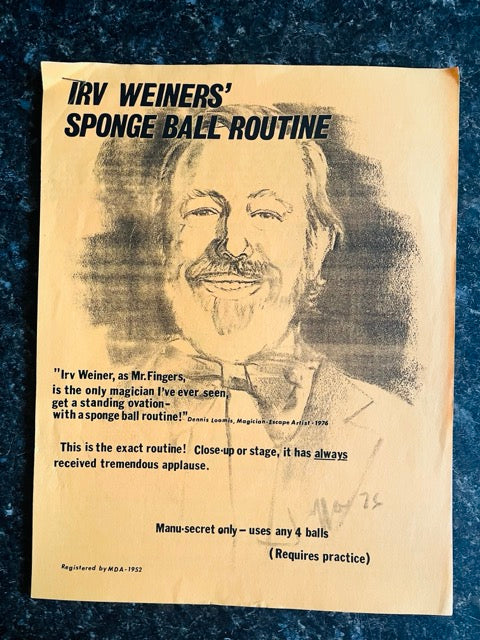 IRV WEINERS'
SPONGE BALL ROUTINE
"Irv Weiner, as Mr. Fingers,
is the only magician I've ever seen,
get a standing ovation–
with a sponge ball routine!" Dennis Loomis, Magician-Escape Artist - 1976
This is the exact routine! Close-up or stage, it has always
received tremendous applause.
Manu-secret only – uses any 4 balls
(Requires practice)
Registered by MDA - 1952